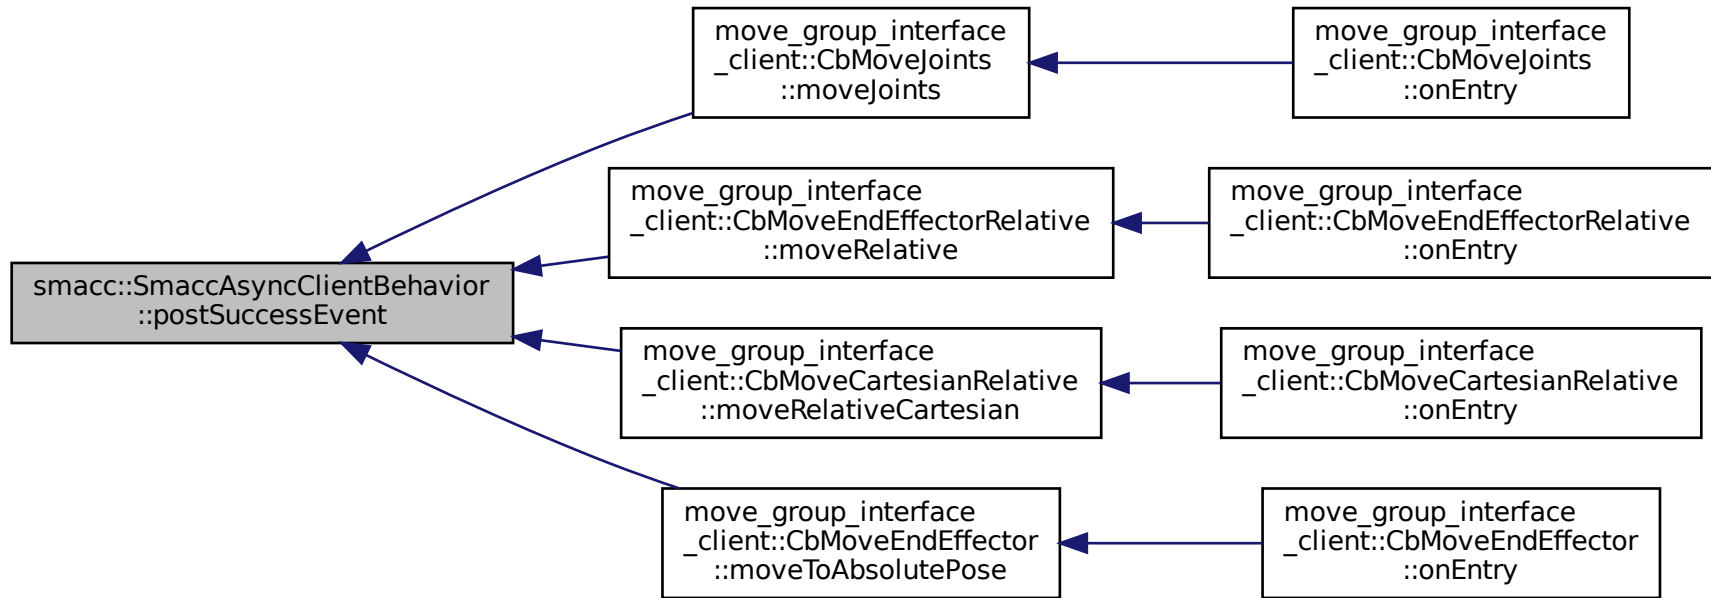 move_group_interface
_client::CbMoveJoints
::moveJoints
move_group_interface
_client::CbMoveJoints
::onEntry
move_group_interface
_client::CbMoveEndEffectorRelative
::moveRelative
move_group_interface
_client::CbMoveEndEffectorRelative
::onEntry
smacc::SmaccAsyncClientBehavior
::postSuccessEvent
move_group_interface
_client::CbMoveCartesianRelative
::moveRelativeCartesian
move_group_interface
_client::CbMoveCartesianRelative
::onEntry
move_group_interface
_client::CbMoveEndEffector
::moveToAbsolutePose
move_group_interface
_client::CbMoveEndEffector
::onEntry